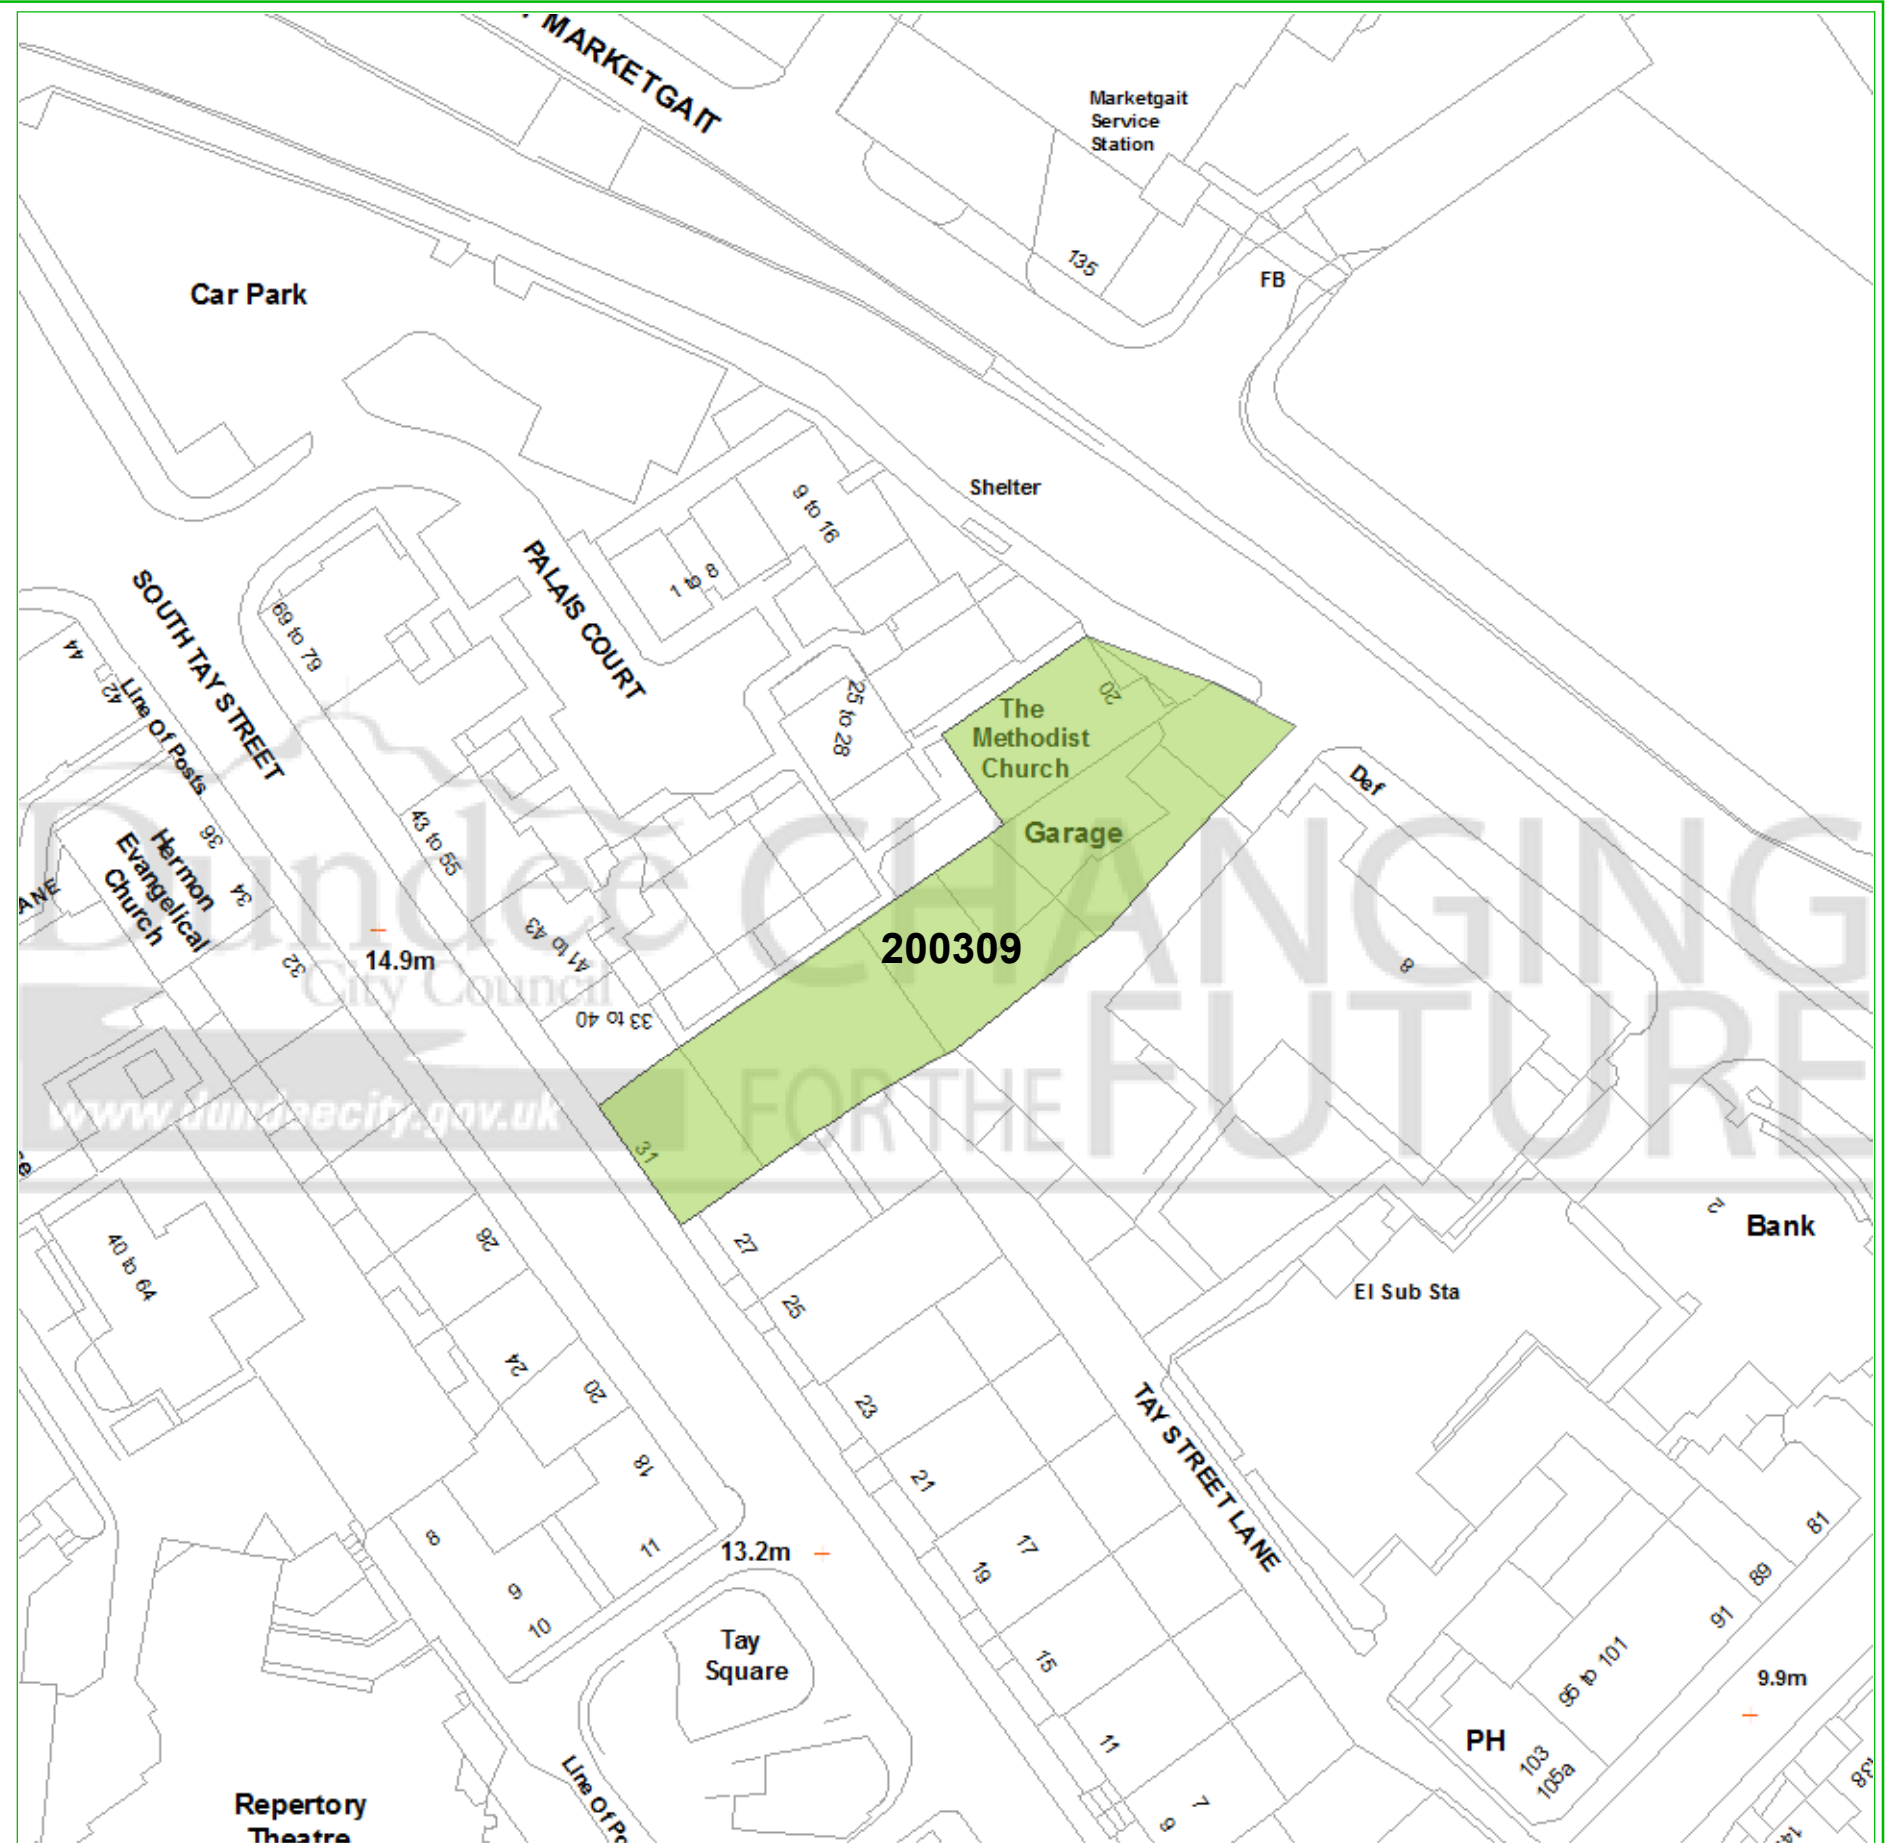 MARKETGAIT
Marketgait
Service
Station
135
FB
Car Park
Shelter
9 to 16
1 to 8
PALAIS COURT
SOUTH TAY STREET
69 to 79
44
42
Line Of Posts
25 to 28
20
The
Methodist
Church
Garage
Def
43 to 55
36
34
Hermon
Evangelical
Church
ANE
Dundee
City Council
CHANGING
FOR THE
FUTURE
www.dundeecity.gov.uk
200309
41 to 43
14.9m
32
33 to 40
8
31
2
Bank
El Sub Sta
40 to 64
26
27
25
24
20
23
TAY STREET LANE
18
21
17
19
8
11
13.2m
9
10
81
89
91
95 to 101
Tay
Square
15
9.9m
11
PH
103
105a
7
9
Line Of Po
Repertory
Theatre